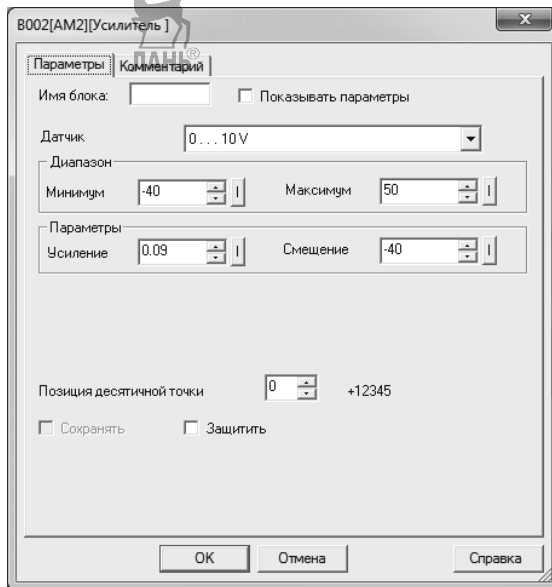 B002[AM2][Усилитель ]
ЛАНЬ®
Параметры Комментарий
Имя блока: Показывать параметры
Датчик 0...10 V
Диапазон
Минимум -40 Максимум 50
Параметры
Усиление 0.09 Смещение -40
Позиция десятичной точки 0 +12345
Сохранять Защитить
OK Отмена Справка